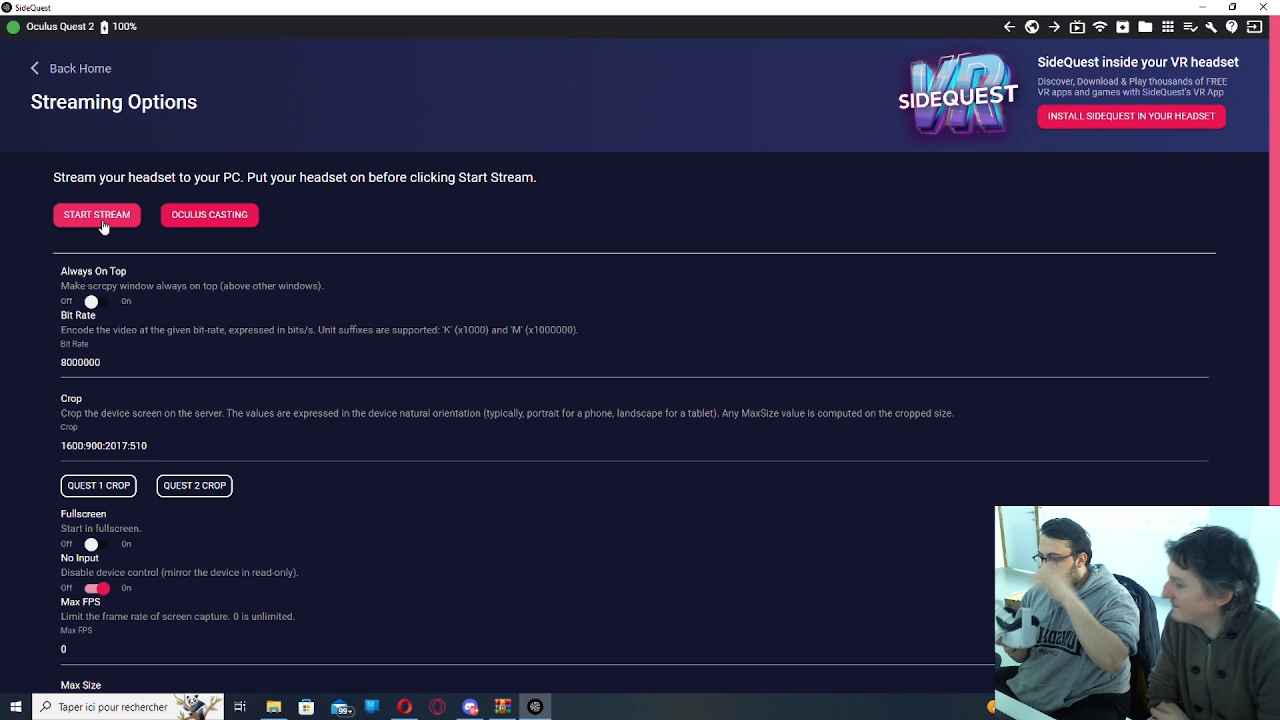 SideQuest
Oculus Quest 2 100%
Back Home
Streaming Options
VR
SIDEQUEST
SideQuest inside your VR headset
Discover, Download & Play thousands of FREE
VR apps and games with SideQuest's VR App
INSTALL SIDEQUEST IN YOUR HEADSET
Stream your headset to your PC. Put your headset on before clicking Start Stream.
START STREAM OCULUS CASTING
Always On Top
Make scrcpy window always on top (above other windows).
Off On
Bit Rate
Encode the video at the given bit-rate, expressed in bits/s. Unit suffixes are supported: 'K' (x1000) and 'M' (x1000000).
Bit Rate
8000000
Crop
Crop the device screen on the server. The values are expressed in the device natural orientation (typically, portrait for a phone, landscape for a tablet). Any MaxSize value is computed on the cropped size.
Crop
1600:900:2017:510
QUEST 1 CROP QUEST 2 CROP
Fullscreen
Start in fullscreen.
Off On
No Input
Disable device control (mirror the device in read-only).
Off On
Max FPS
Limit the frame rate of screen capture. 0 is unlimited.
Max FPS
0
Max Size
Taper ici pour rechercher
99+